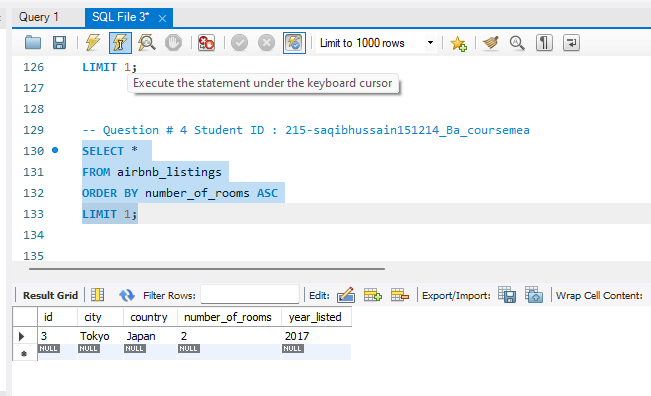 Query 1
SQL File 3*
Limit to 1000 rows
126 LIMIT 1;
Execute the statement under the keyboard cursor
127
128
129 -- Question # 4 Student ID : 215-saqibhussain151214_Ba_coursemea
130 SELECT *
131 FROM airbnb_listings
132 ORDER BY number_of_rooms ASC
133 LIMIT 1;
134
135
Result Grid Filter Rows: Edit: Export/Import: Wrap Cell Content:
id city country number_of_rooms year_listed
3 Tokyo Japan 2 2017
NULL NULL NULL NULL NULL